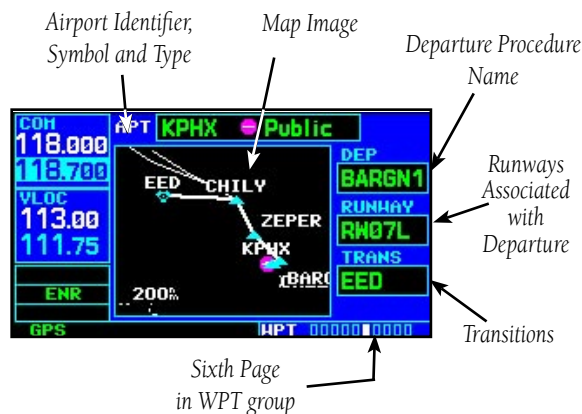 Airport Identifier,
Symbol and Type
Map Image
Departure Procedure
Name
COM
118.000
118.700
APT KPHX Public
DEP
BARGN1
VLOC
113.00
111.75
RUNWAY
RW07L
TRANS
EED
EED
CHILY
ZEPER
KPHX
BARG
200
ENR
GPS
WPT
Runways
Associated
with
Departure
Transitions
Sixth Page
in WPT group